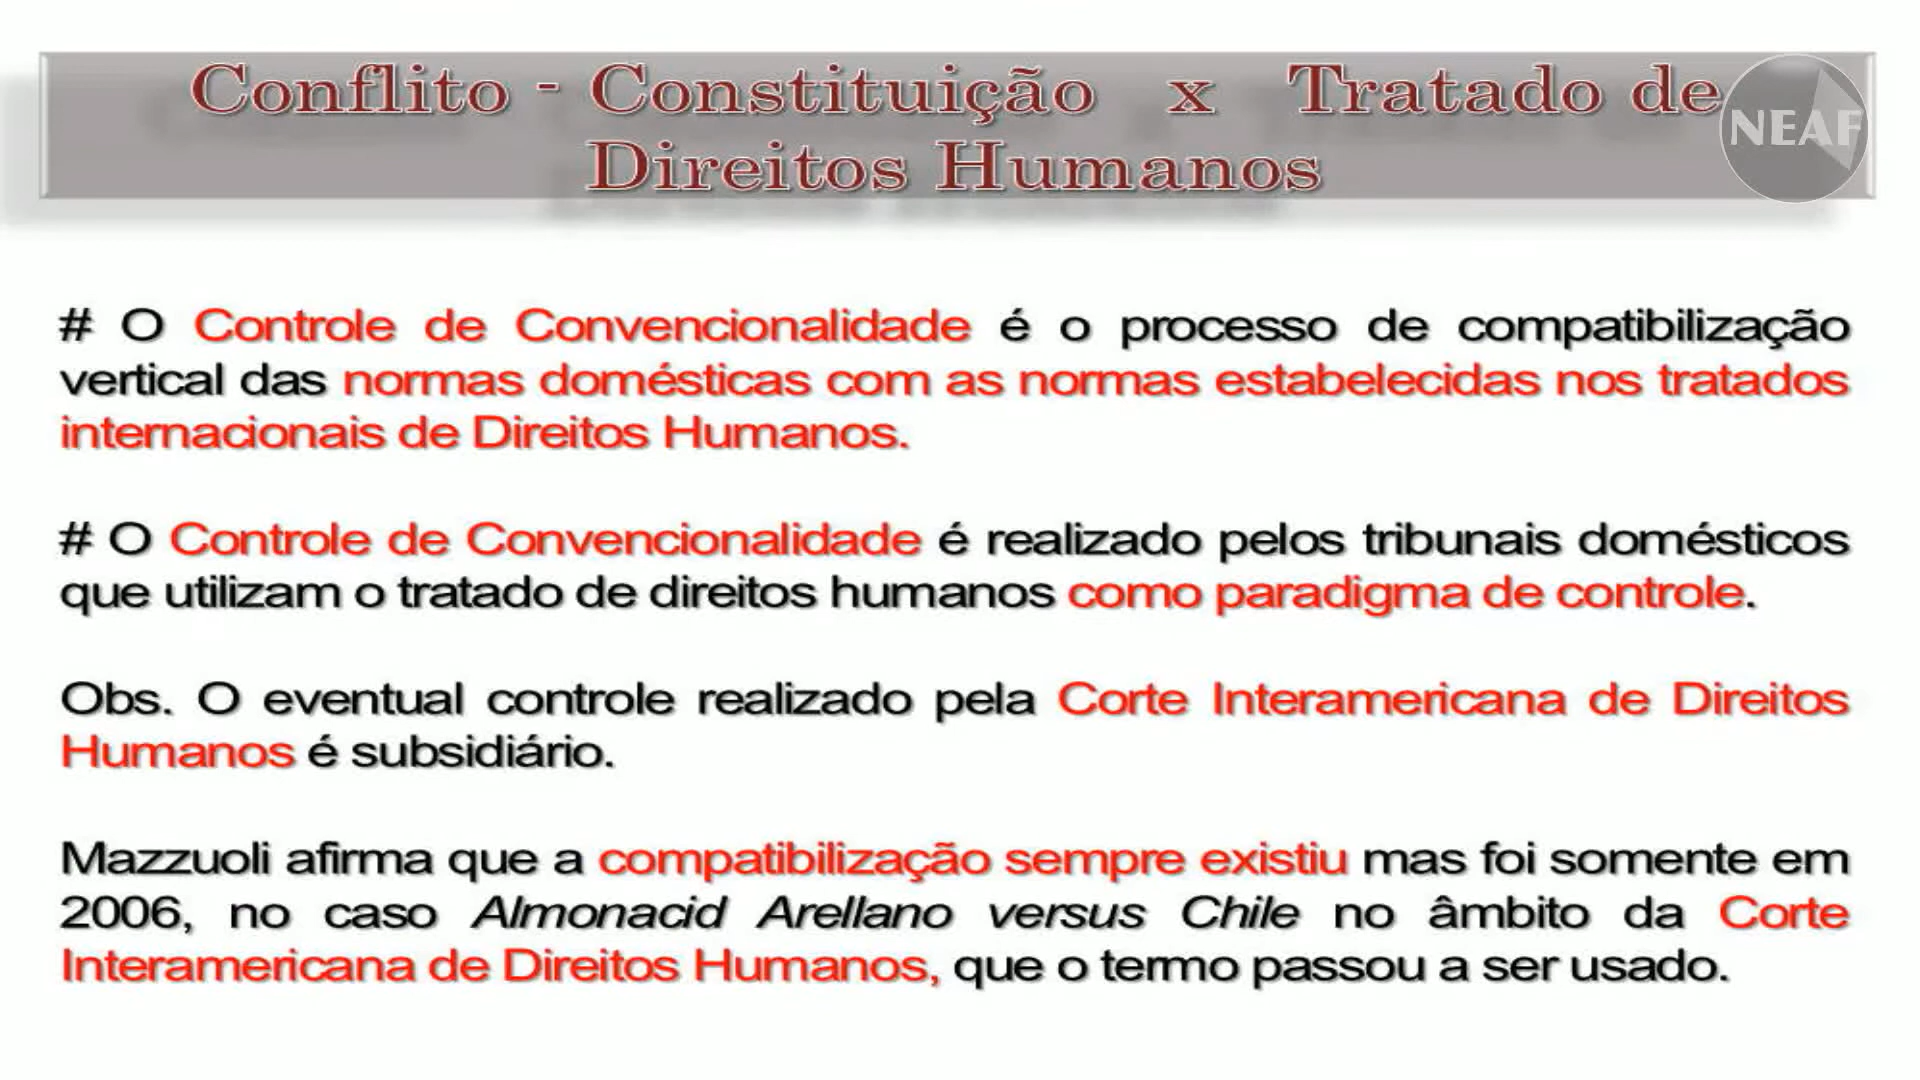 Conflito - Constituição x Tratado de
Direitos Humanos
NEAF
# O Controle de Convencionalidade é o processo de compatibilização
vertical das normas domésticas com as normas estabelecidas nos tratados
internacionais de Direitos Humanos.
# O Controle de Convencionalidade é realizado pelos tribunais domésticos
que utilizam o tratado de direitos humanos como paradigma de controle.
Obs. O eventual controle realizado pela Corte Interamericana de Direitos
Humanos é subsidiário.
Mazzuoli afirma que a compatibilização sempre existiu mas foi somente em
2006, no caso Almonacid Arellano versus Chile no âmbito da Corte
Interamericana de Direitos Humanos, que o termo passou a ser usado.